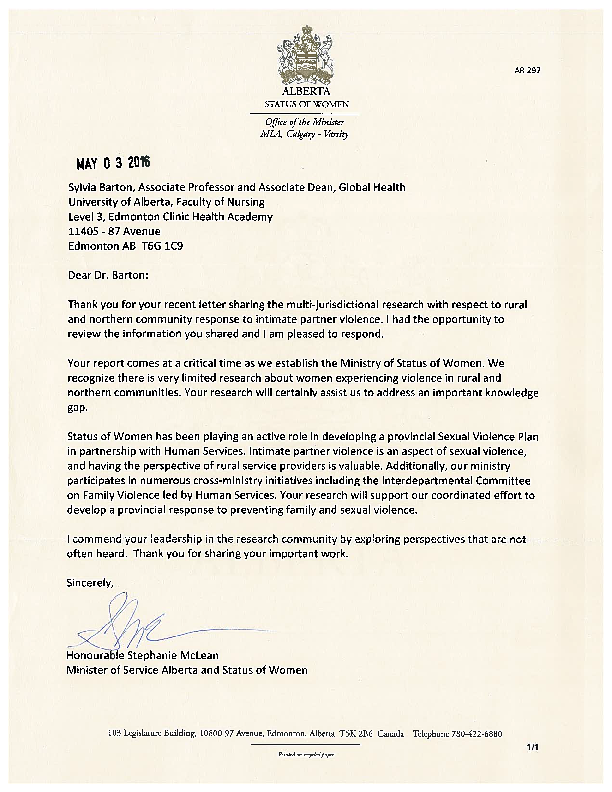 AR 297
ALBERTA
STATUS OF WOMEN
Office of the Minister
MLA, Calgary - Varsity
MAY 03 2016
Sylvia Barton, Associate Professor and Associate Dean, Global Health
University of Alberta, Faculty of Nursing
Level 3, Edmonton Clinic Health Academy
11405 - 87 Avenue
Edmonton AB T6G 1C9
Dear Dr. Barton:
Thank you for your recent letter sharing the multi-jurisdictional research with respect to rural
and northern community response to intimate partner violence. I had the opportunity to
review the information you shared and I am pleased to respond.
Your report comes at a critical time as we establish the Ministry of Status of Women. We
recognize there is very limited research about women experiencing violence in rural and
northern communities. Your research will certainly assist us to address an important knowledge
gap.
Status of Women has been playing an active role in developing a provincial Sexual Violence Plan
in partnership with Human Services. Intimate partner violence is an aspect of sexual violence,
and having the perspective of rural service providers is valuable. Additionally, our ministry
participates in numerous cross-ministry initiatives including the Interdepartmental Committee
on Family Violence led by Human Services. Your research will support our coordinated effort to
develop a provincial response to preventing family and sexual violence.
I commend your leadership in the research community by exploring perspectives that are not
often heard. Thank you for sharing your important work.
Sincerely,
Honourable Stephanie McLean
Minister of Service Alberta and Status of Women
103 Legislature Building, 10800 97 Avenue, Edmonton, Alberta T5K 2B6 Canada Telephone 780-422-6880
Printed on recycled paper
1/1